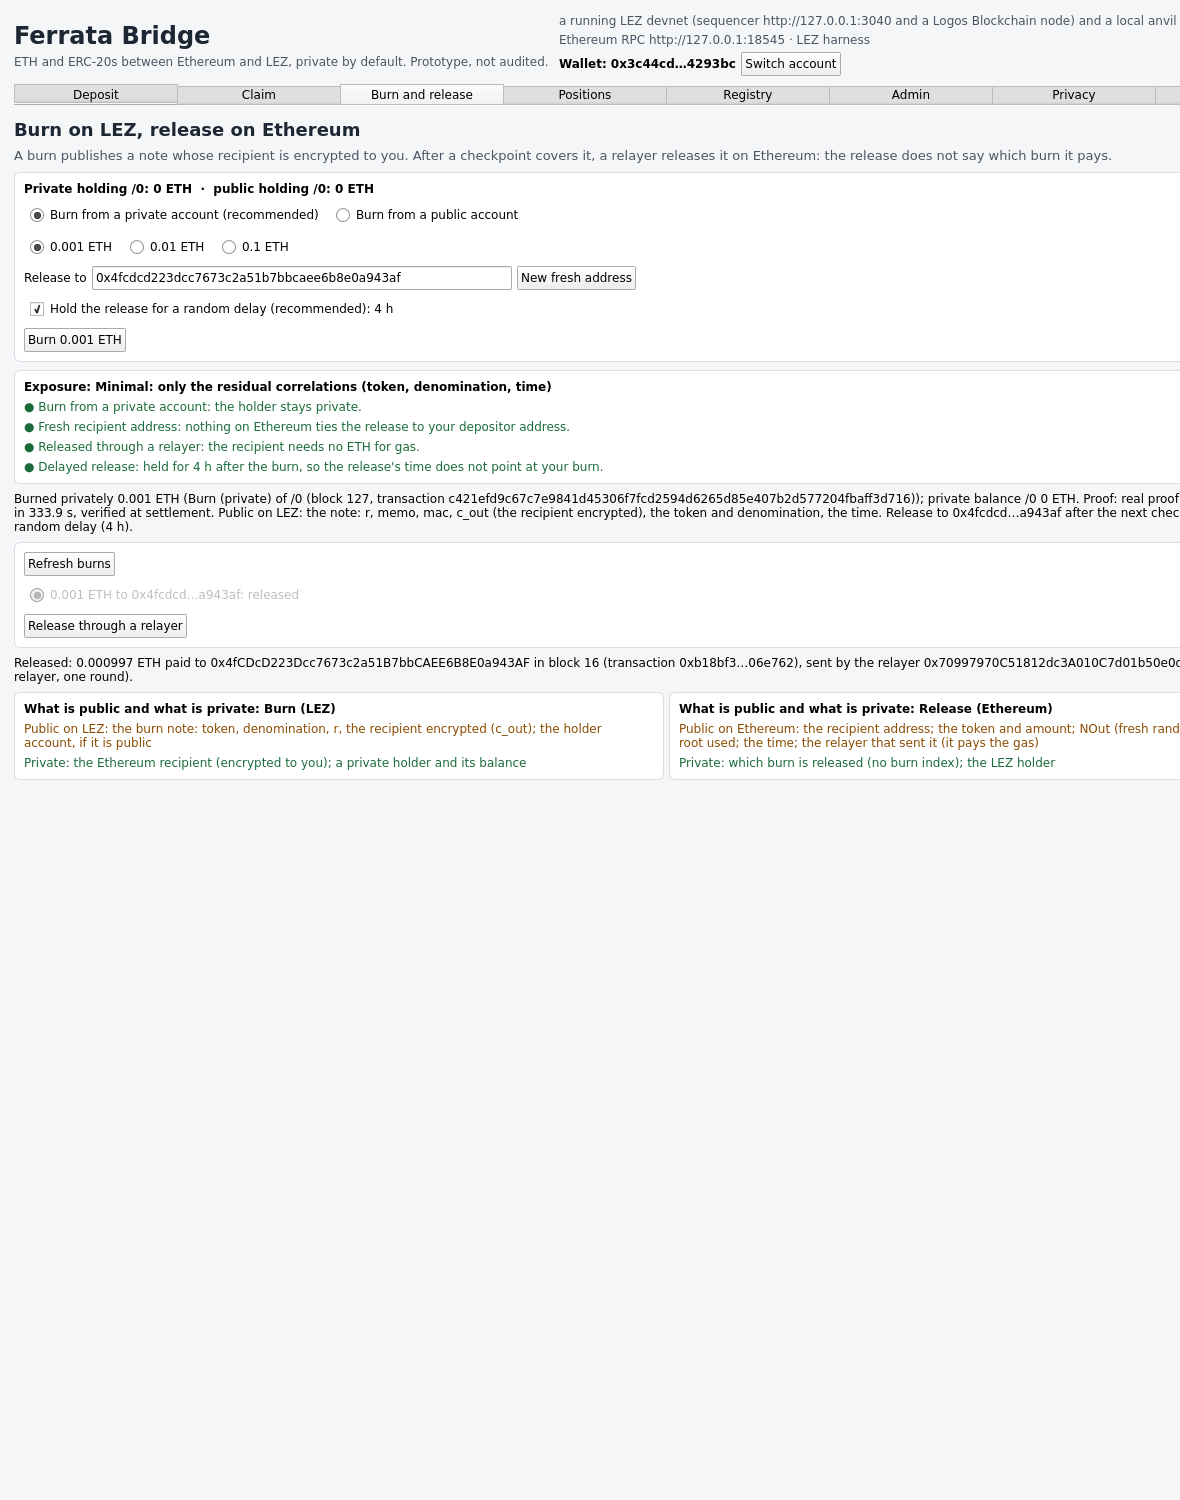 Ferrata Bridge
ETH and ERC-20s between Ethereum and LEZ, private by default. Prototype, not audited.
a running LEZ devnet (sequencer http://127.0.0.1:3040 and a Logos Blockchain node) and a local anvil
Ethereum RPC http://127.0.0.1:18545 · LEZ harness
Wallet: 0x3c44cd...4293bc Switch account
Deposit Claim Burn and release Positions Registry Admin Privacy
Burn on LEZ, release on Ethereum
A burn publishes a note whose recipient is encrypted to you. After a checkpoint covers it, a relayer releases it on Ethereum: the release does not say which burn it pays.
Private holding /0: 0 ETH · public holding /0: 0 ETH
Burn from a private account (recommended) Burn from a public account
0.001 ETH 0.01 ETH 0.1 ETH
Release to 0x4fcdcd223dcc7673c2a51b7bbcaee6b8e0a943af New fresh address
Hold the release for a random delay (recommended): 4 h
Burn 0.001 ETH
Exposure: Minimal: only the residual correlations (token, denomination, time)
● Burn from a private account: the holder stays private.
● Fresh recipient address: nothing on Ethereum ties the release to your depositor address.
● Released through a relayer: the recipient needs no ETH for gas.
● Delayed release: held for 4 h after the burn, so the release's time does not point at your burn.
Burned privately 0.001 ETH (Burn (private) of /0 (block 127, transaction c421efd9c67c7e9841d45306f7fcd2594d6265d85e407b2d577204fbaff3d716)); private balance /0 0 ETH. Proof: real proof
in 333.9 s, verified at settlement. Public on LEZ: the note: r, memo, mac, c_out (the recipient encrypted), the token and denomination, the time. Release to 0x4fcdcd...a943af after the next chec
random delay (4 h).
Refresh burns
0.001 ETH to 0x4fcdcd...a943af: released
Release through a relayer
Released: 0.000997 ETH paid to 0x4fCDcD223Dcc7673c2a51B7bbCAEE6B8E0a943AF in block 16 (transaction 0xb18bf3...06e762), sent by the relayer 0x70997970C51812dc3A010C7d01b50e0d
relayer, one round).
What is public and what is private: Burn (LEZ)
Public on LEZ: the burn note: token, denomination, r, the recipient encrypted (c_out); the holder
account, if it is public
Private: the Ethereum recipient (encrypted to you); a private holder and its balance
What is public and what is private: Release (Ethereum)
Public on Ethereum: the recipient address; the token and amount; NOut (fresh rand
root used; the time; the relayer that sent it (it pays the gas)
Private: which burn is released (no burn index); the LEZ holder